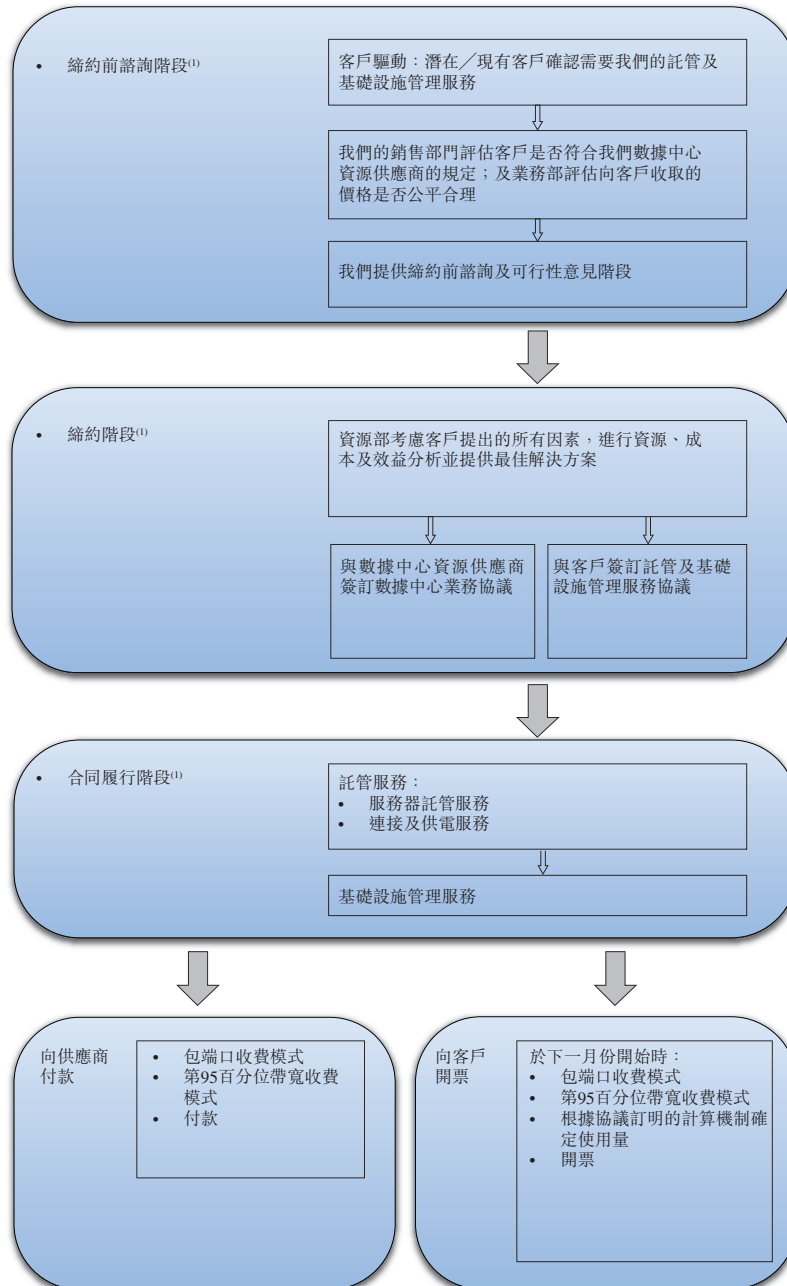 • 締約前諮詢階段(1)
客戶驅動：潛在／現有客戶確認需要我們的託管及
基礎設施管理服務
我們的銷售部門評估客戶是否符合我們數據中心
資源供應商的規定；及業務部評估向客戶收取的
價格是否公平合理
我們提供締約前諮詢及可行性意見階段
• 締約階段(1)
資源部考慮客戶提出的所有因素，進行資源、成
本及效益分析並提供最佳解決方案
與數據中心資源供應商
簽訂數據中心業務協議
與客戶簽訂託管及基礎
設施管理服務協議
• 合同履行階段(1)
託管服務：
• 服務器託管服務
• 連接及供電服務
基礎設施管理服務
向供應商
付款
• 包端口收費模式
• 第95百分位帶寬收費
模式
• 付款
向客戶
開票
於下一月份開始時：
• 包端口收費模式
• 第95百分位帶寬收費模式
• 根據協議訂明的計算機制確
定使用量
• 開票